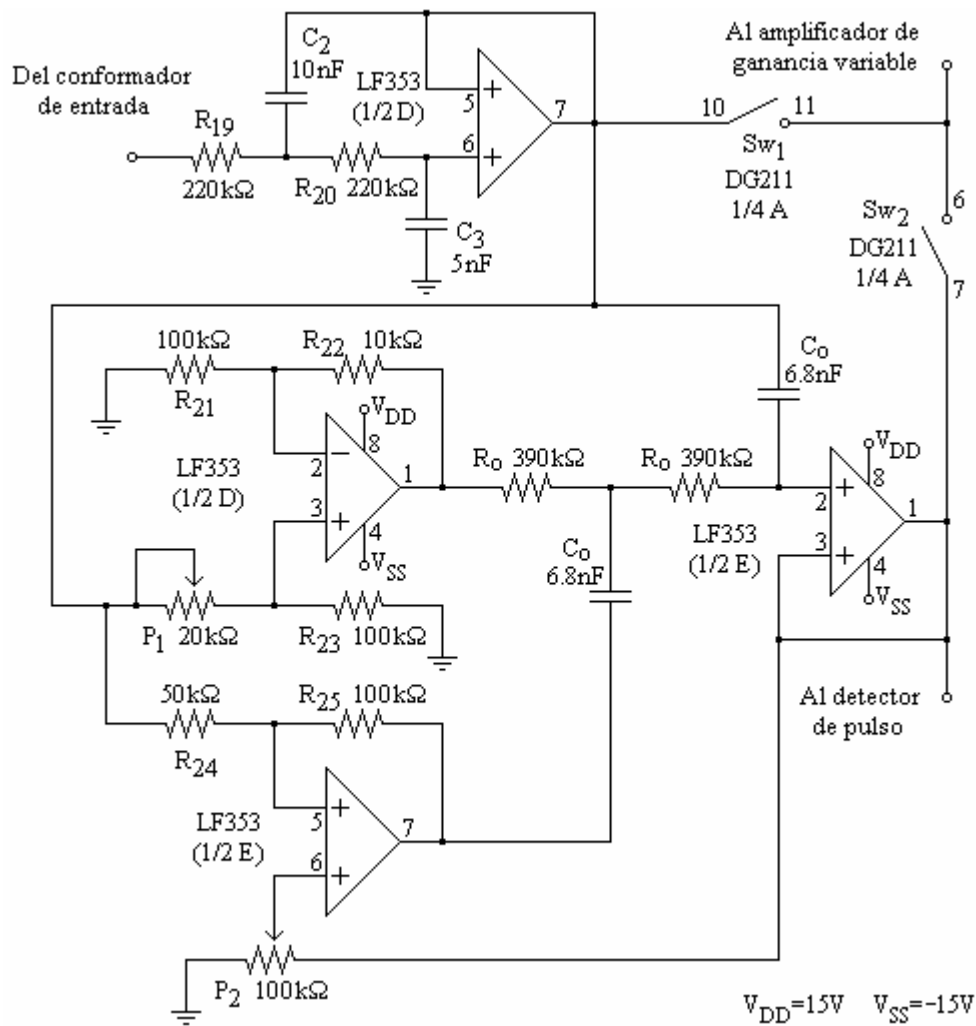 Del conformador
de entrada
R19
220kΩ
C2
10nF
R20
220kΩ
LF353
(1/2 D)
5
+
6
+
7
C3
5nF
10
11
Sw1
DG211
1/4 A
Al amplificador de
ganancia variable
6
Sw2
DG211
1/4 A
7
100kΩ
R21
R22
10kΩ
LF353
(1/2 D)
2
−
3
+
VDD
8
1
4
VSS
P1
20kΩ
R23
100kΩ
Ro 390kΩ
Ro 390kΩ
Co
6.8nF
Co
6.8nF
LF353
(1/2 E)
2
+
3
+
VDD
8
1
4
VSS
Al detector
de pulso
50kΩ
R24
R25
100kΩ
LF353
(1/2 E)
5
+
6
+
7
P2
100kΩ
VDD=15V VSS=-15V